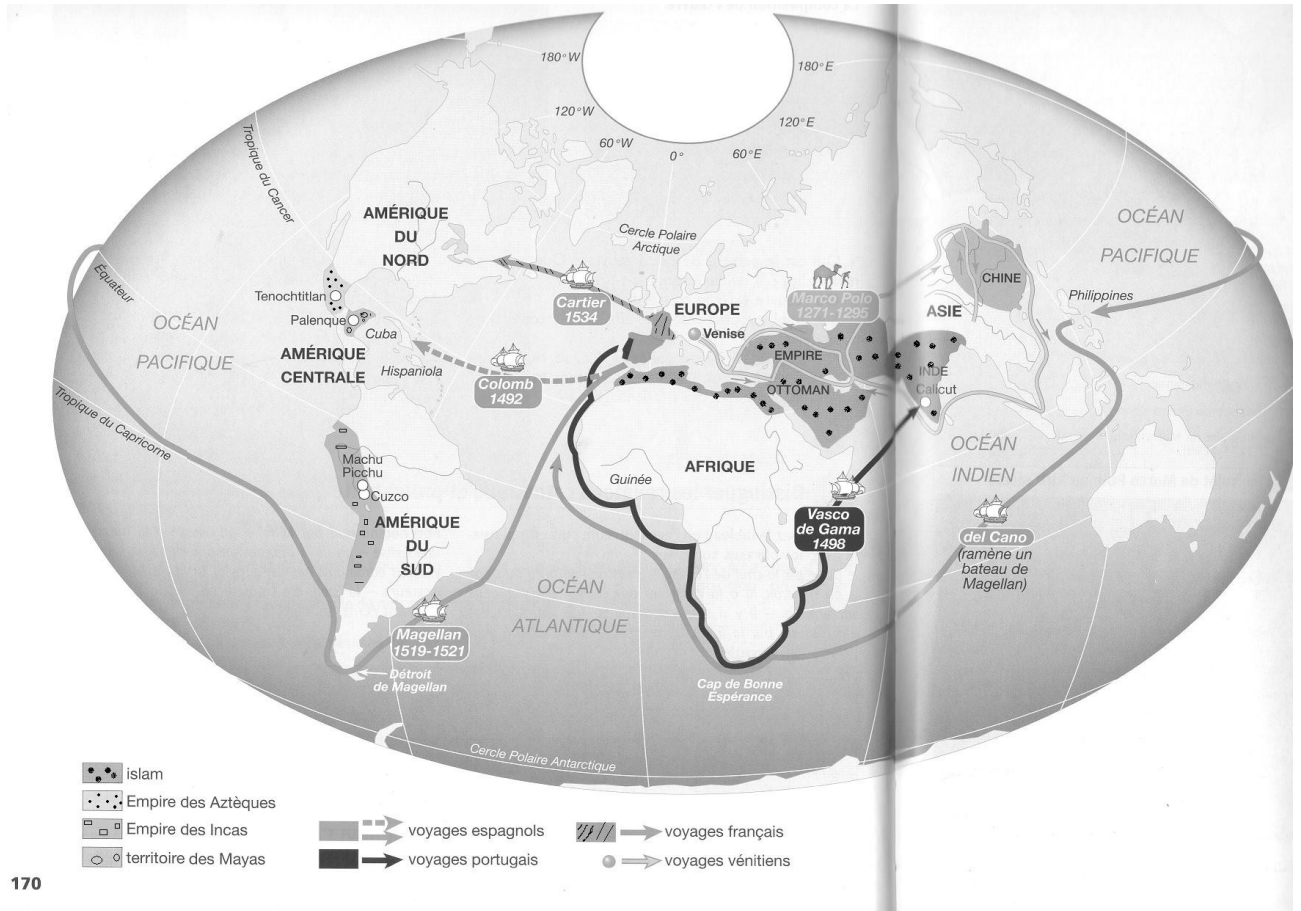 180°W
180°E
120°W
120°E
60°W
0°
60°E
Tropique du Cancer
AMÉRIQUE
DU
NORD
Cercle Polaire
Arctique
OCÉAN
PACIFIQUE
Équateur
Tenochtitlan
Palenque
Cuba
Cartier
1534
EUROPE
Venise
Marco Polo
1271-1295
ASIE
CHINE
Philippines
OCÉAN
PACIFIQUE
AMÉRIQUE
CENTRALE
Hispaniola
Colomb
1492
EMPIRE
OTTOMAN
INDE
Calicut
Tropique du Capricorne
Machu
Picchu
Cuzco
Guinée
AFRIQUE
OCÉAN
INDIEN
AMÉRIQUE
DU
SUD
Vasco
de Gama
1498
del Cano
(ramène un
bateau de
Magellan)
OCÉAN
ATLANTIQUE
Magellan
1519-1521
Détroit
de Magellan
Cap de Bonne
Espérance
Cercle Polaire Antarctique
islam
Empire des Aztèques
Empire des Incas
territoire des Mayas
voyages espagnols
voyages portugais
voyages français
voyages vénitiens
170